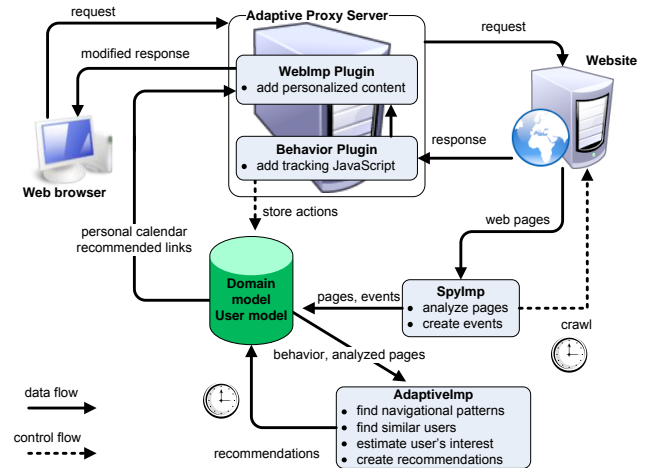 request
Adaptive Proxy Server
request
modified response
Website
WebImp Plugin
• add personalized content
Behavior Plugin
• add tracking JavaScript
response
Web browser
store actions
personal calendar
recommended links
web pages
Domain
model
User model
pages, events
SpyImp
• analyze pages
• create events
crawl
behavior, analyzed pages
data flow
AdaptiveImp
• find navigational patterns
• find similar users
• estimate user's interest
• create recommendations
control flow
recommendations